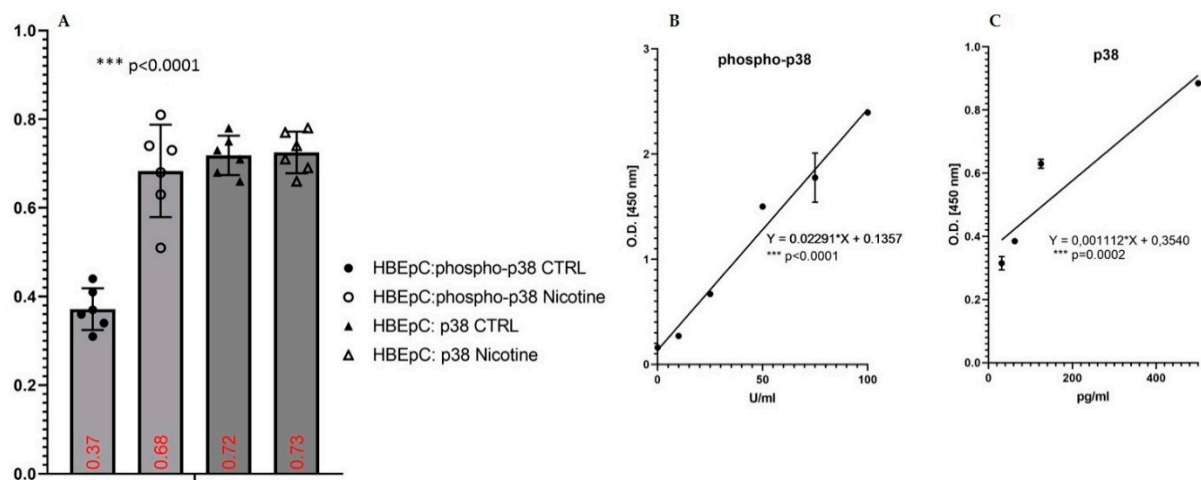 A
1.0
0.8
0.6
0.4
0.2
0.0
*** p<0.0001
0.37
0.68
0.72
0.73
HBEpC:phospho-p38 CTRL
HBEpC:phospho-p38 Nicotine
HBEpC: p38 CTRL
HBEpC: p38 Nicotine
B
phospho-p38
O.D. [450 nm]
3
2
1
0
Y = 0.02291*X + 0.1357
*** p<0.0001
0
50
100
U/ml
C
p38
O.D. [450 nm]
1.0
0.8
0.6
0.4
0.2
0.0
Y = 0,001112*X + 0,3540
*** p=0.0002
0
200
400
pg/ml